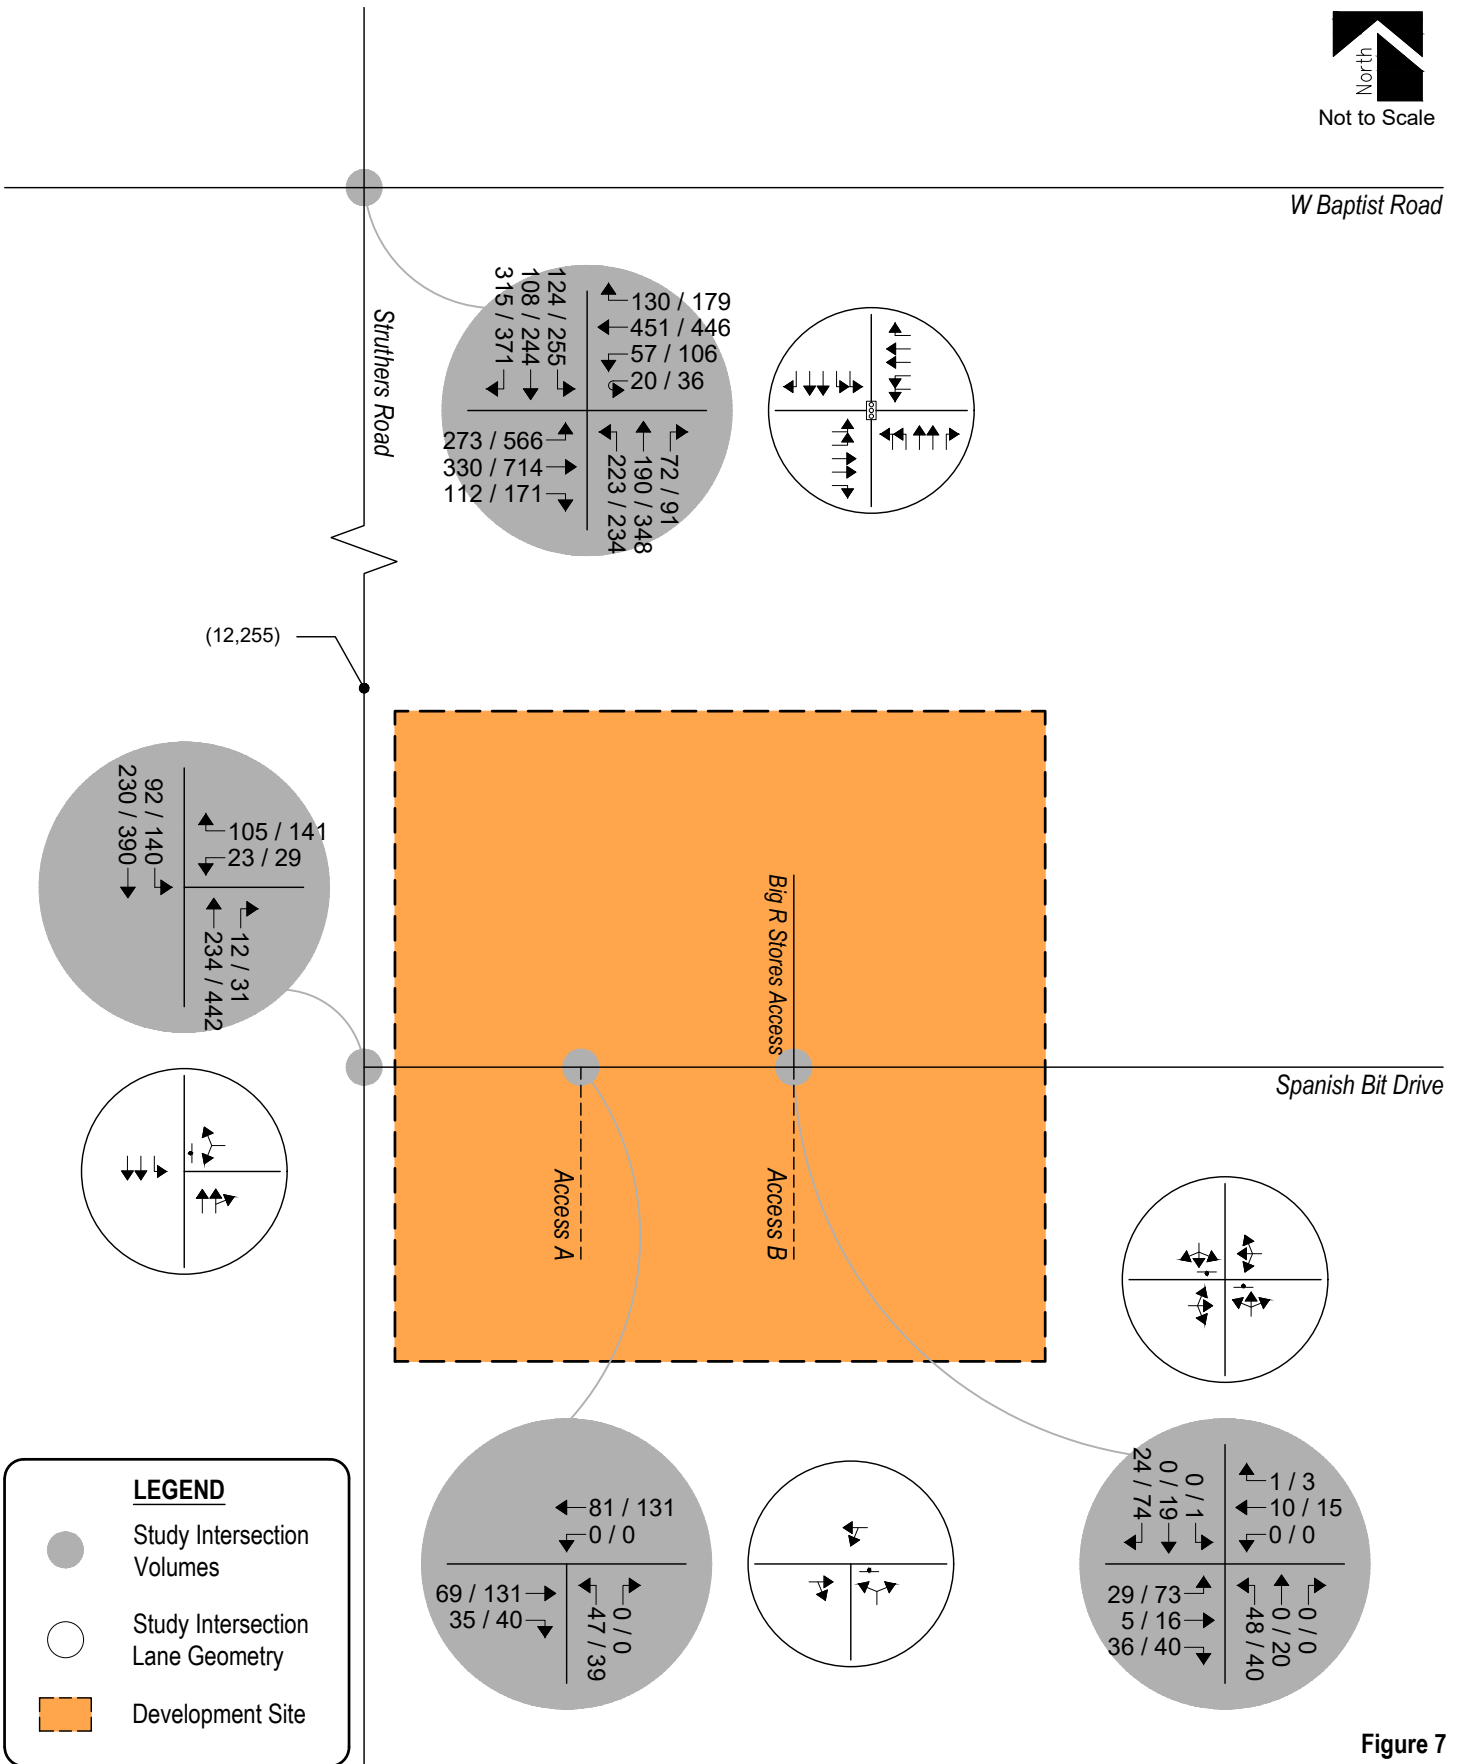 North
Not to Scale
W Baptist Road
Struthers Road
315 / 371
108 / 244
124 / 255
130 / 179
451 / 446
57 / 106
20 / 36
273 / 566
330 / 714
112 / 171
223 / 234
190 / 348
72 / 91
(12,255)
230 / 390
92 / 140
105 / 141
23 / 29
234 / 442
12 / 31
Big R Stores Access
Spanish Bit Drive
Access A
Access B
81 / 131
0 / 0
69 / 131
35 / 40
47 / 39
0 / 0
24 / 74
0 / 19
0 / 1
1 / 3
10 / 15
0 / 0
29 / 73
5 / 16
36 / 40
48 / 40
0 / 20
0 / 0
LEGEND
Study Intersection
Volumes
Study Intersection
Lane Geometry
Development Site
Figure 7